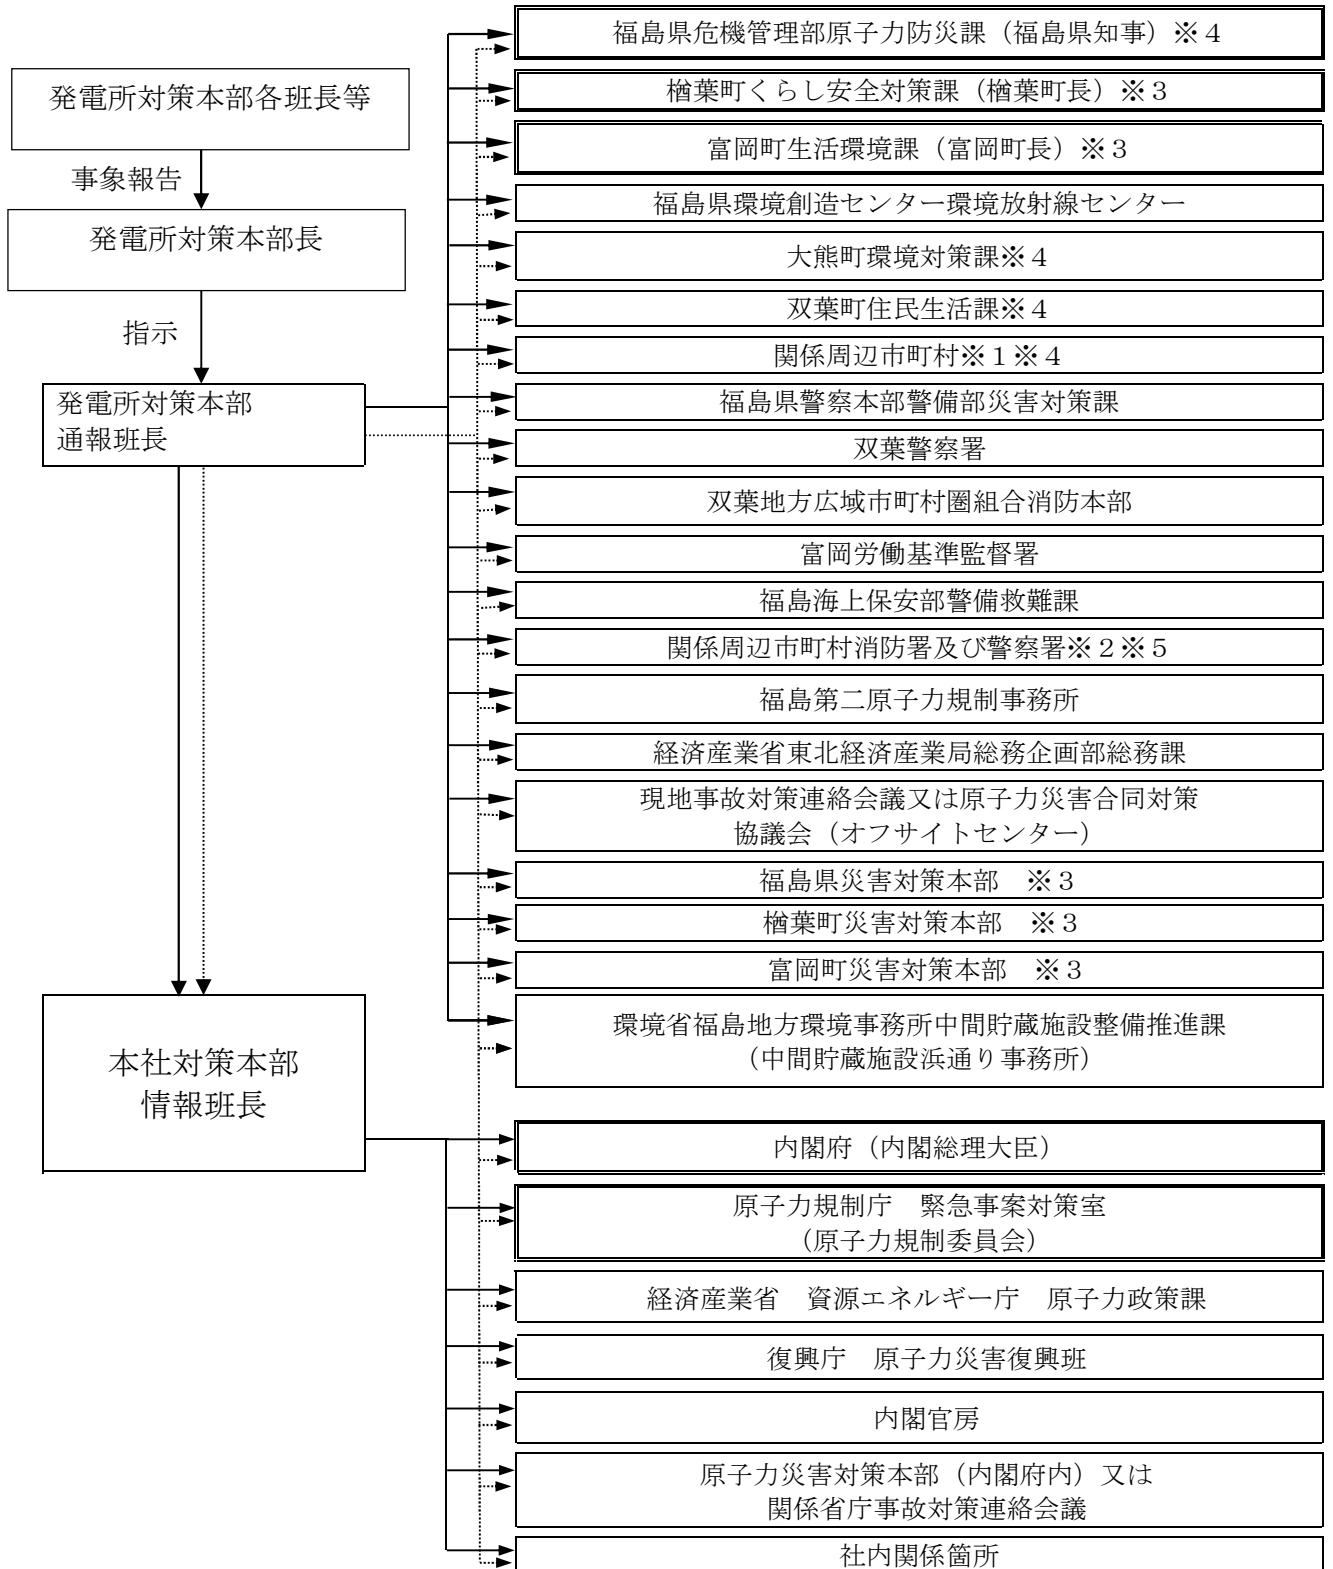 発電所対策本部各班長等
事象報告
発電所対策本部長
指示
発電所対策本部
通報班長
本社対策本部
情報班長
福島県危機管理部原子力防災課（福島県知事）※４
楢葉町くらし安全対策課（楢葉町長）※３
富岡町生活環境課（富岡町長）※３
福島県環境創造センター環境放射線センター
大熊町環境対策課※４
双葉町住民生活課※４
関係周辺市町村※１※４
福島県警察本部警備部災害対策課
双葉警察署
双葉地方広域市町村圏組合消防本部
富岡労働基準監督署
福島海上保安部警備救難課
関係周辺市町村消防署及び警察署※２※５
福島第二原子力規制事務所
経済産業省東北経済産業局総務企画部総務課
現地事故対策連絡会議又は原子力災害合同対策
協議会（オフサイトセンター）
福島県災害対策本部　※３
楢葉町災害対策本部　※３
富岡町災害対策本部　※３
環境省福島地方環境事務所中間貯蔵施設整備推進課
（中間貯蔵施設浜通り事務所）
内閣府（内閣総理大臣）
原子力規制庁　緊急事案対策室
（原子力規制委員会）
経済産業省　資源エネルギー庁　原子力政策課
復興庁　原子力災害復興班
内閣官房
原子力災害対策本部（内閣府内）又は
関係省庁事故対策連絡会議
社内関係箇所